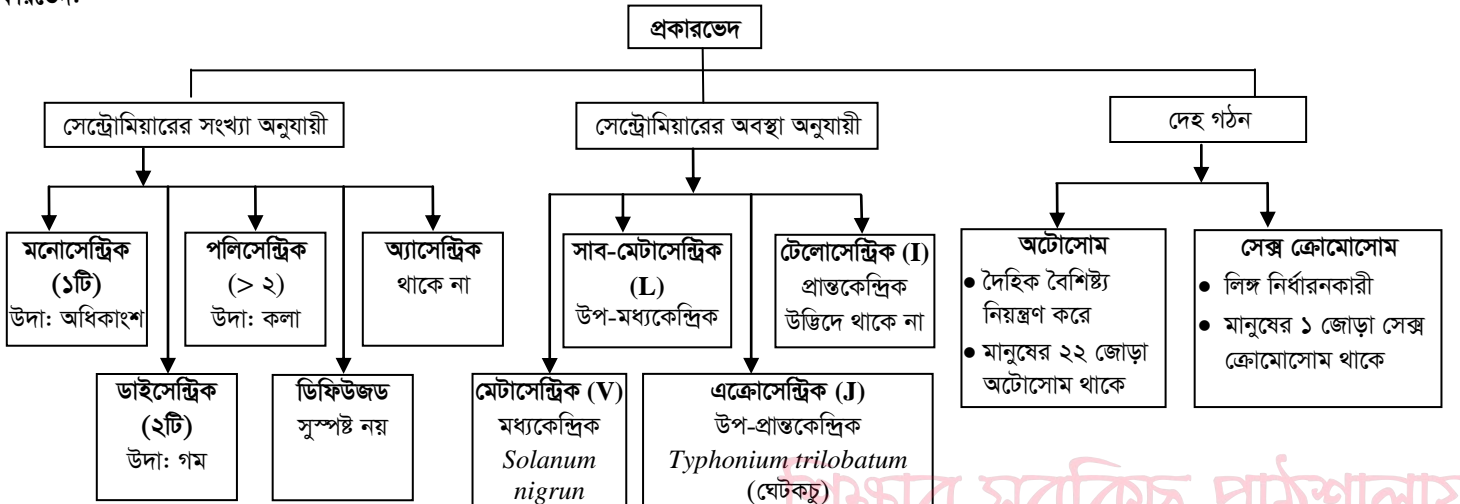 প্রকারভেদ
সেন্ট্রোমিয়ারের সংখ্যা অনুযায়ী
সেন্ট্রোমিয়ারের অবস্থা অনুযায়ী
দেহ গঠন
মনোসেন্ট্রিক
(১টি)
উদা: অধিকাংশ
পলিসেন্ট্রিক
(> ২)
উদা: কলা
অ্যাসেন্ট্রিক
থাকে না
ডাইসেন্ট্রিক
(২টি)
উদা: গম
ডিফিউজড
সুস্পষ্ট নয়
সাব-মেটাসেন্ট্রিক
(L)
উপ-মধ্যকেন্দ্রিক
টেলোসেন্ট্রিক (I)
প্রান্তকেন্দ্রিক
উদ্ভিদে থাকে না
মেটাসেন্ট্রিক (V)
মধ্যকেন্দ্রিক
Solanum
nigrun
এক্রোসেন্ট্রিক (J)
উপ-প্রান্তকেন্দ্রিক
Typhonium trilobatum
(ঘেটকচু)
অটোসোম
● দৈহিক বৈশিষ্ট্য
নিয়ন্ত্রণ করে
● মানুষের ২২ জোড়া
অটোসোম থাকে
সেক্স ক্রোমোসোম
● লিঙ্গ নির্ধারনকারী
● মানুষের ১ জোড়া সেক্স
ক্রোমোসোম থাকে